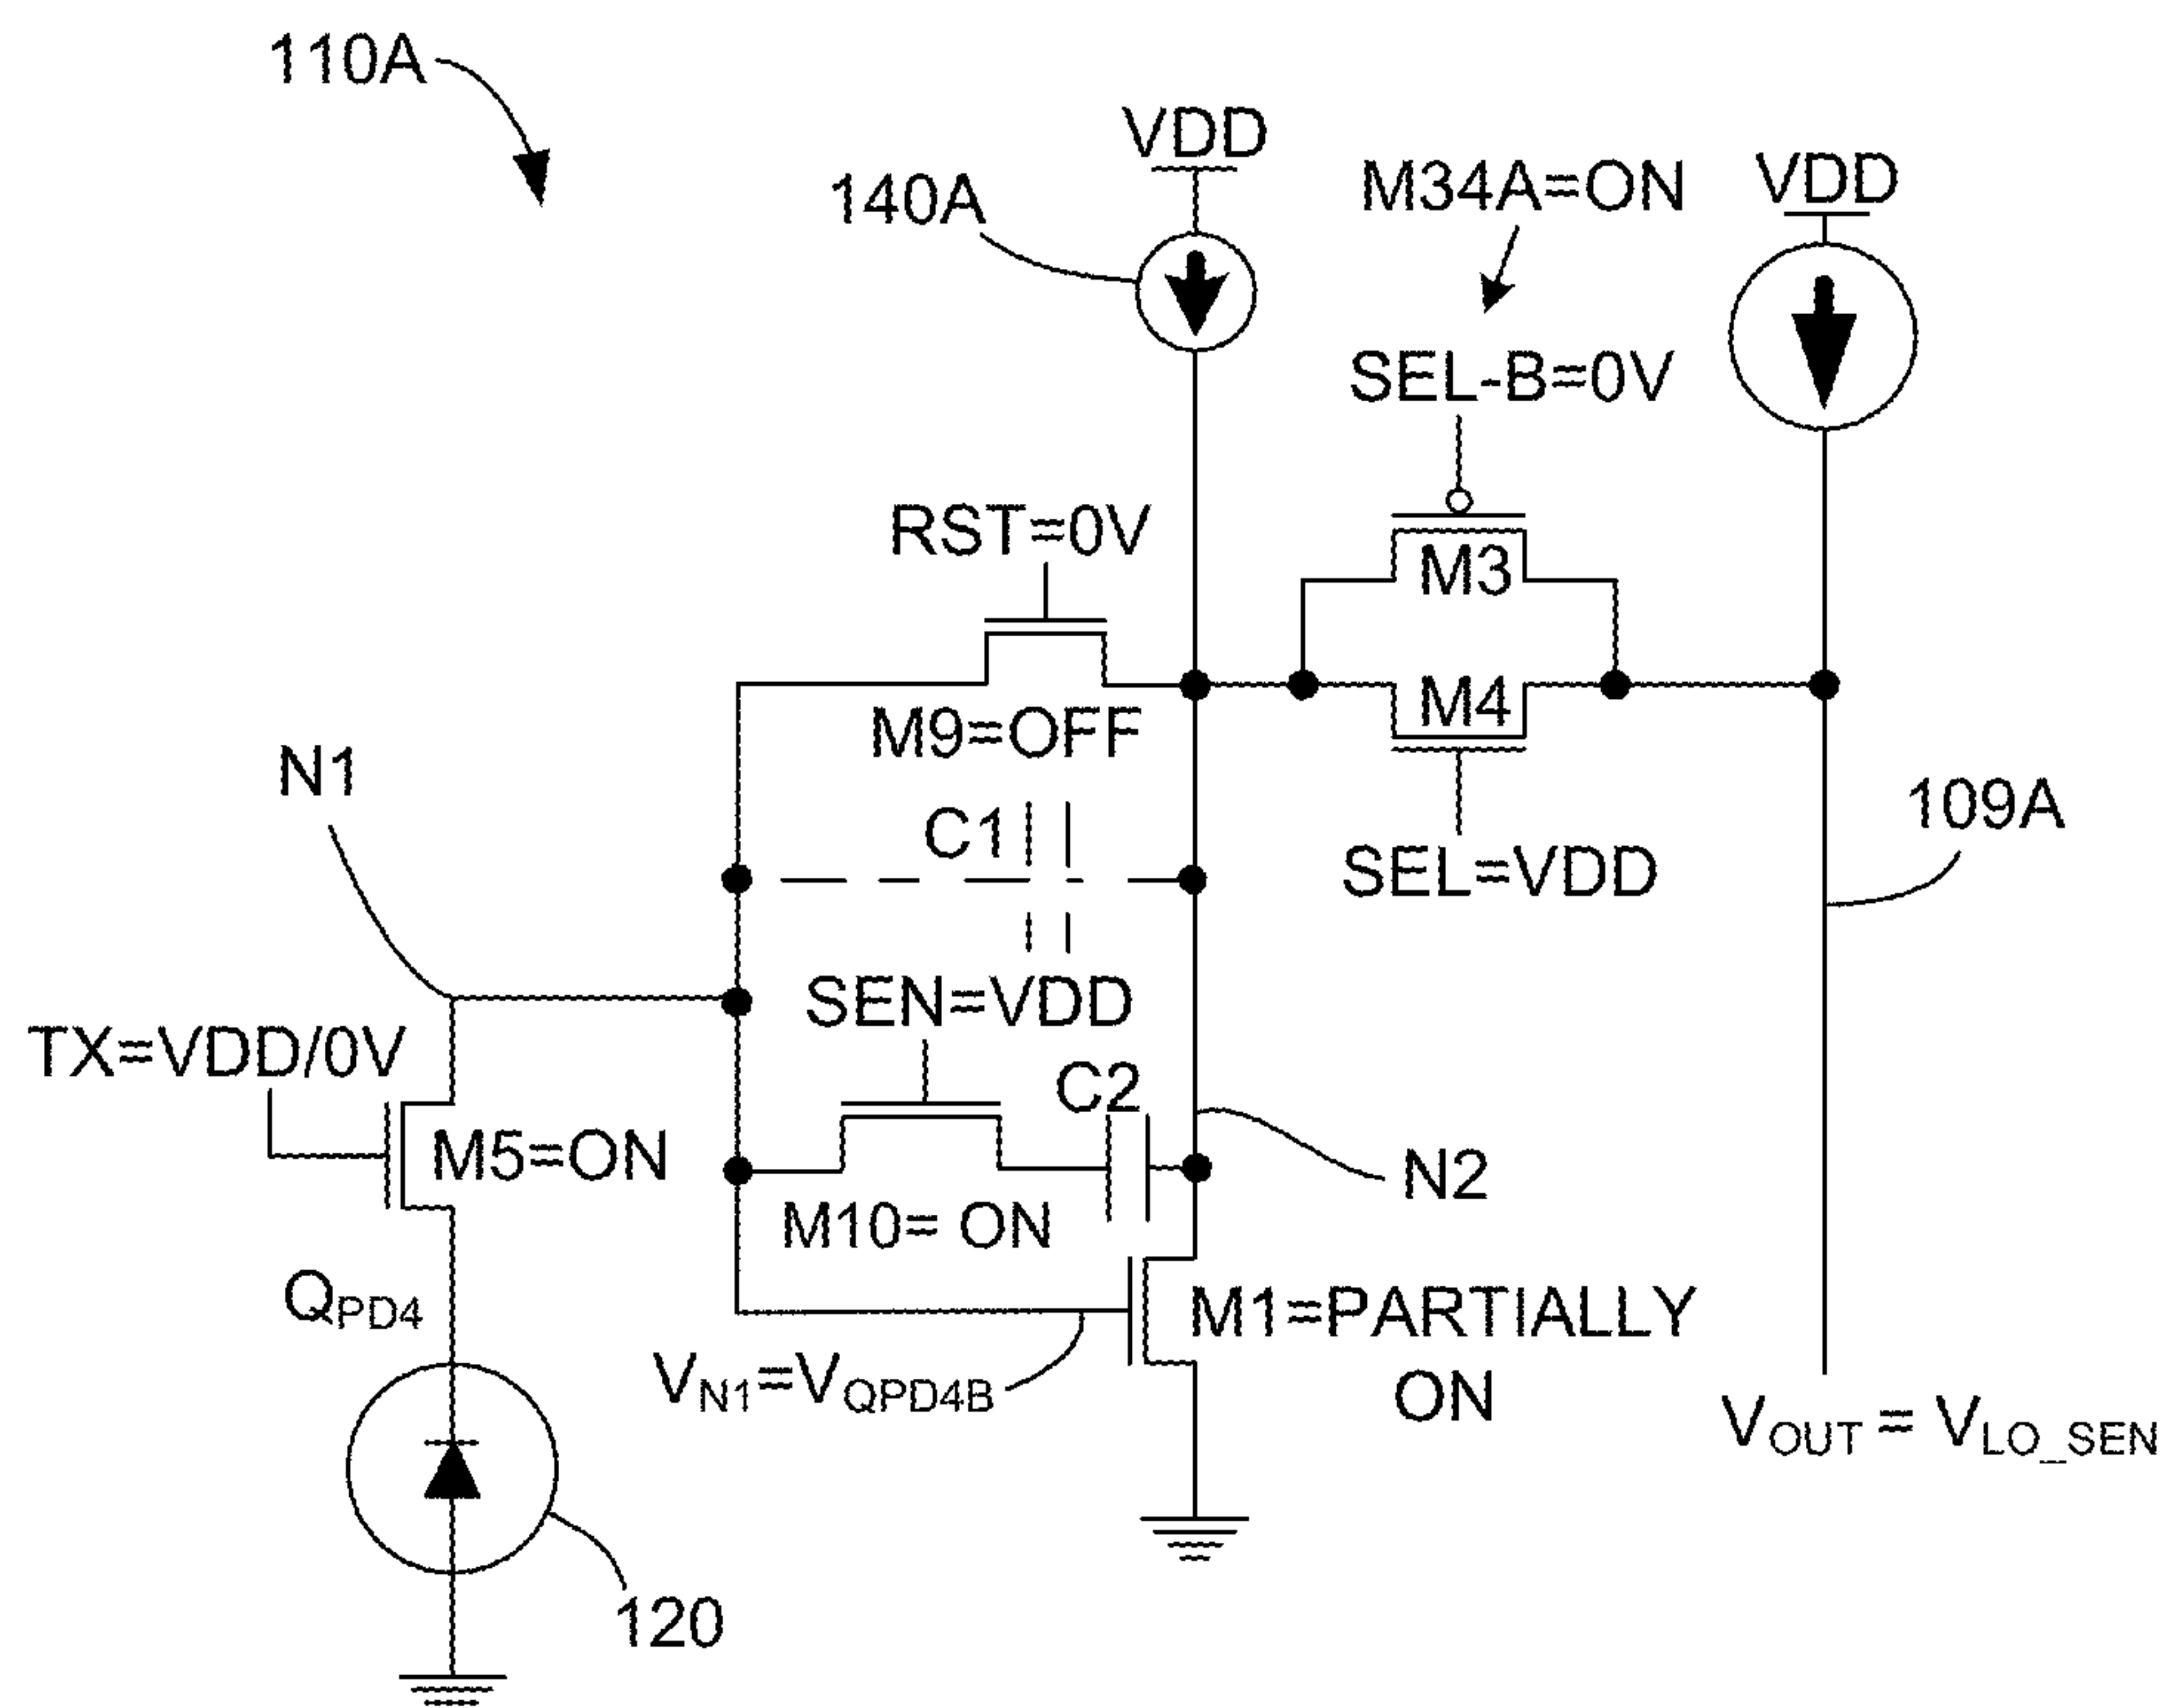 110A
VDD
140A
M34A=ON
VDD
SEL-B=0V
RST=0V
M3
M9=OFF
M4
N1
C1
109A
SEL=VDD
SEN=VDD
TX=VDD/0V
C2
M5=ON
N2
M10= ON
QPD4
M1=PARTIALLY
ON
VN1=VQPD4B
VOUT = VLO_SEN
120